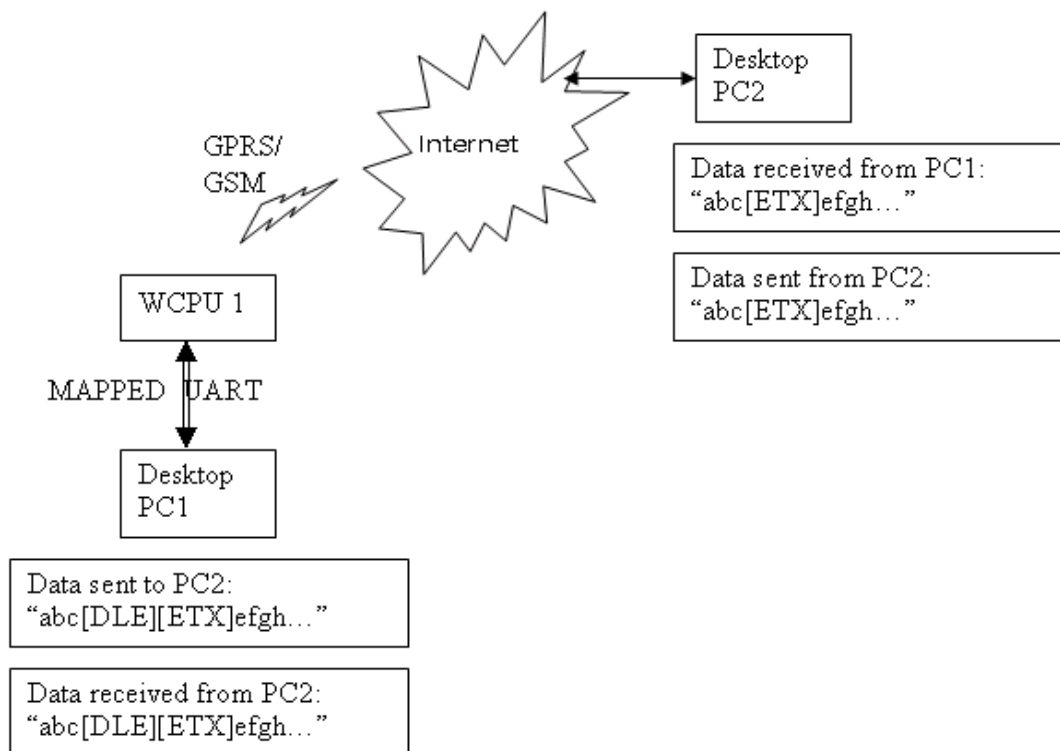 Desktop
PC2
Internet
GPRS/
GSM
Data received from PC1:
“abc[ETX]efgh…”
Data sent from PC2:
“abc[ETX]efgh…”
WCPU 1
MAPPED UART
Desktop
PC1
Data sent to PC2:
“abc[DLE][ETX]efgh…”
Data received from PC2:
“abc[DLE][ETX]efgh…”